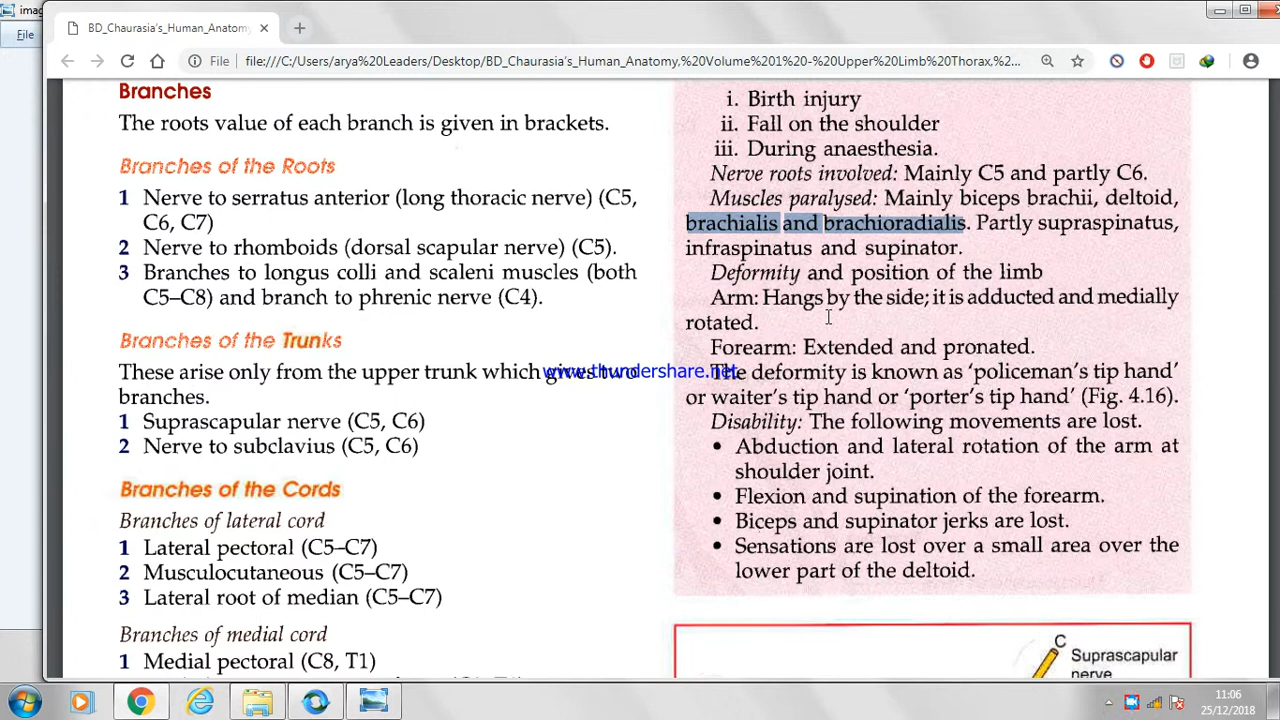 imag
File
BD_Chaurasia's_Human_Anatomy
File
file:///C:/Users/arya%20Leaders/Desktop/BD_Chaurasia's_Human_Anatomy,%20Volume%201%20-%20Upper%20Limb%20Thorax,%...
Branches
The roots value of each branch is given in brackets.
Branches of the Roots
1 Nerve to serratus anterior (long thoracic nerve) (C5,
C6, C7)
2 Nerve to rhomboids (dorsal scapular nerve) (C5).
3 Branches to longus colli and scaleni muscles (both
C5–C8) and branch to phrenic nerve (C4).
Branches of the Trunks
These arise only from the upper trunk which gives two
branches.
1 Suprascapular nerve (C5, C6)
2 Nerve to subclavius (C5, C6)
Branches of the Cords
Branches of lateral cord
1 Lateral pectoral (C5–C7)
2 Musculocutaneous (C5–C7)
3 Lateral root of median (C5–C7)
Branches of medial cord
1 Medial pectoral (C8, T1)
i. Birth injury
ii. Fall on the shoulder
iii. During anaesthesia.
Nerve roots involved: Mainly C5 and partly C6.
Muscles paralysed: Mainly biceps brachii, deltoid,
brachialis and brachioradialis. Partly supraspinatus,
infraspinatus and supinator.
Deformity and position of the limb
Arm: Hangs by the side; it is adducted and medially
rotated.
Forearm: Extended and pronated.
The deformity is known as 'policeman's tip hand'
or waiter's tip hand or 'porter's tip hand' (Fig. 4.16).
Disability: The following movements are lost.
• Abduction and lateral rotation of the arm at
shoulder joint.
• Flexion and supination of the forearm.
• Biceps and supinator jerks are lost.
• Sensations are lost over a small area over the
lower part of the deltoid.
C
Suprascapular
nerve
www.thundershare.net
11:06
25/12/2018